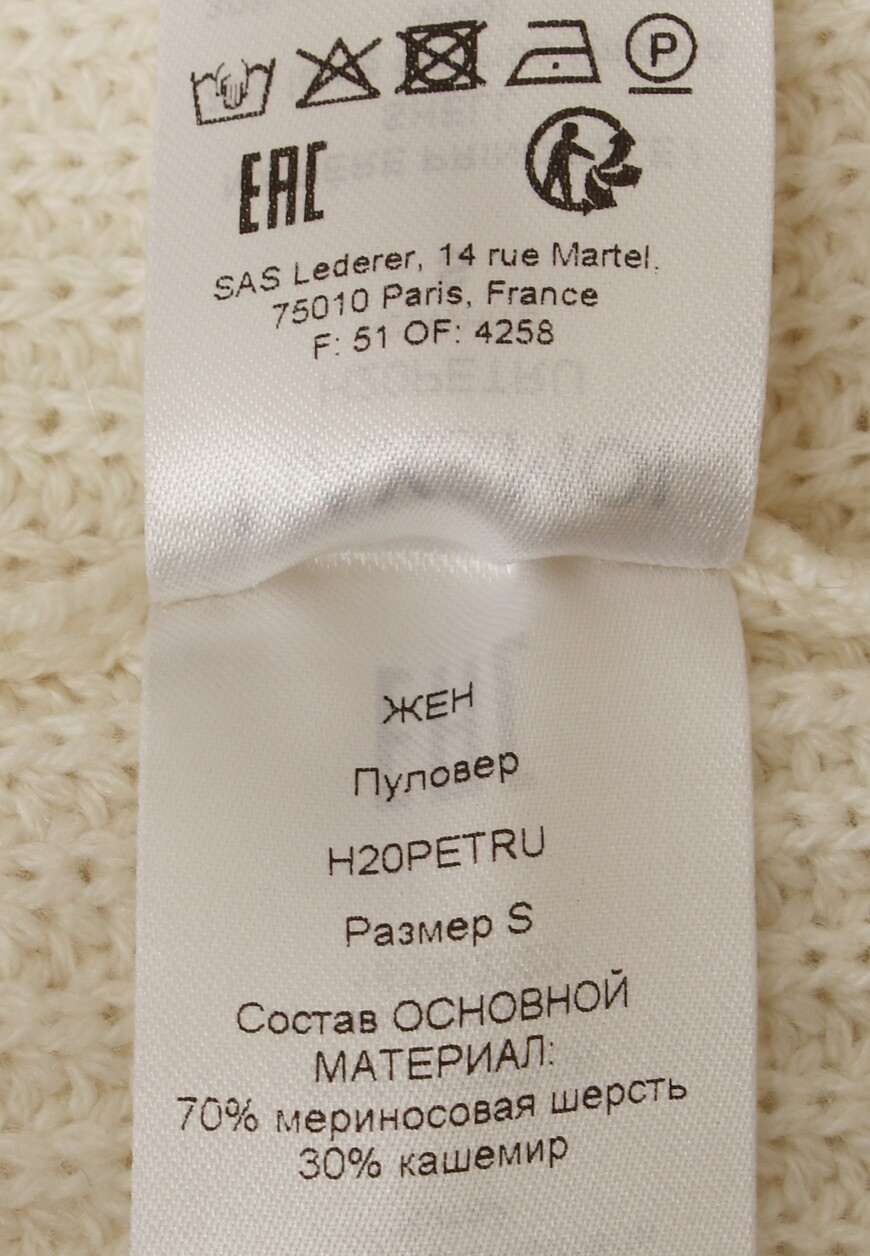 P
EAC
SAS Lederer, 14 rue Martel.
75010 Paris, France
F: 51 OF: 4258
ЖЕН
Пуловер
H20PETRU
Размер S
Состав ОСНОВНОЙ
МАТЕРИАЛ:
70% мериносовая шерсть
30% кашемир